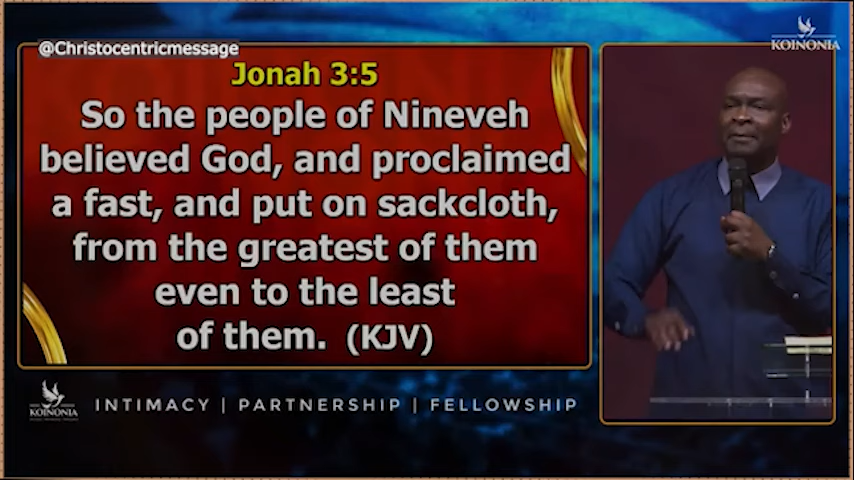 @Christocentricmessage
KOINONIA
Jonah 3:5
So the people of Nineveh
believed God, and proclaimed
a fast, and put on sackcloth,
from the greatest of them
even to the least
of them. (KJV)
KOINONIA
INTIMACY | PARTNERSHIP | FELLOWSHIP